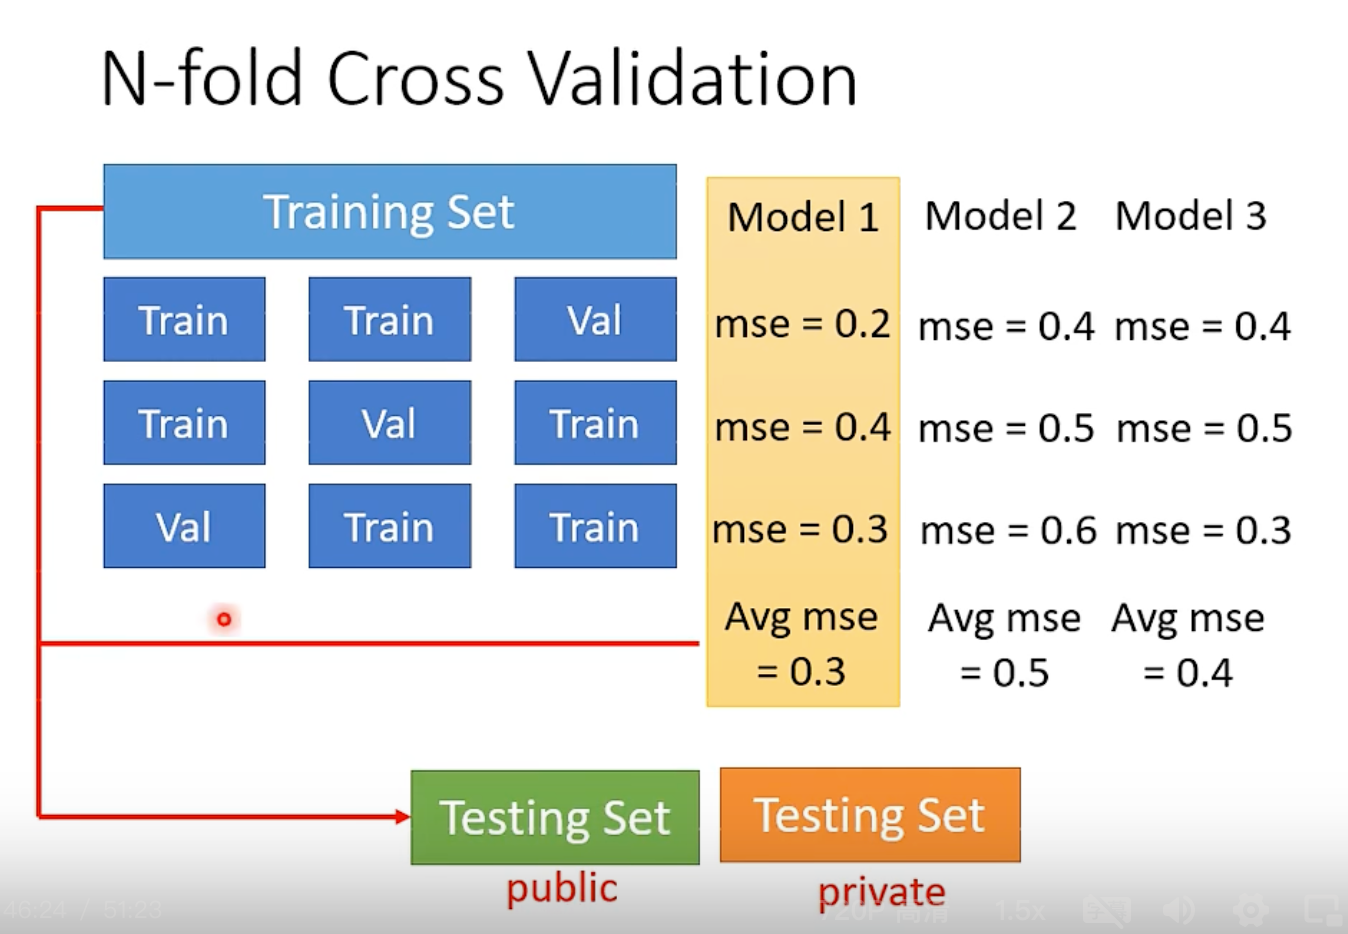 N-fold Cross Validation
Training Set
Model 1 Model 2 Model 3
Train Train Val
mse = 0.2 mse = 0.4 mse = 0.4
Train Val Train
mse = 0.4 mse = 0.5 mse = 0.5
Val Train Train
mse = 0.3 mse = 0.6 mse = 0.3
Avg mse Avg mse Avg mse
= 0.3 = 0.5 = 0.4
Testing Set Testing Set
public private
46:24 / 51:23 720P 高清 1.5x